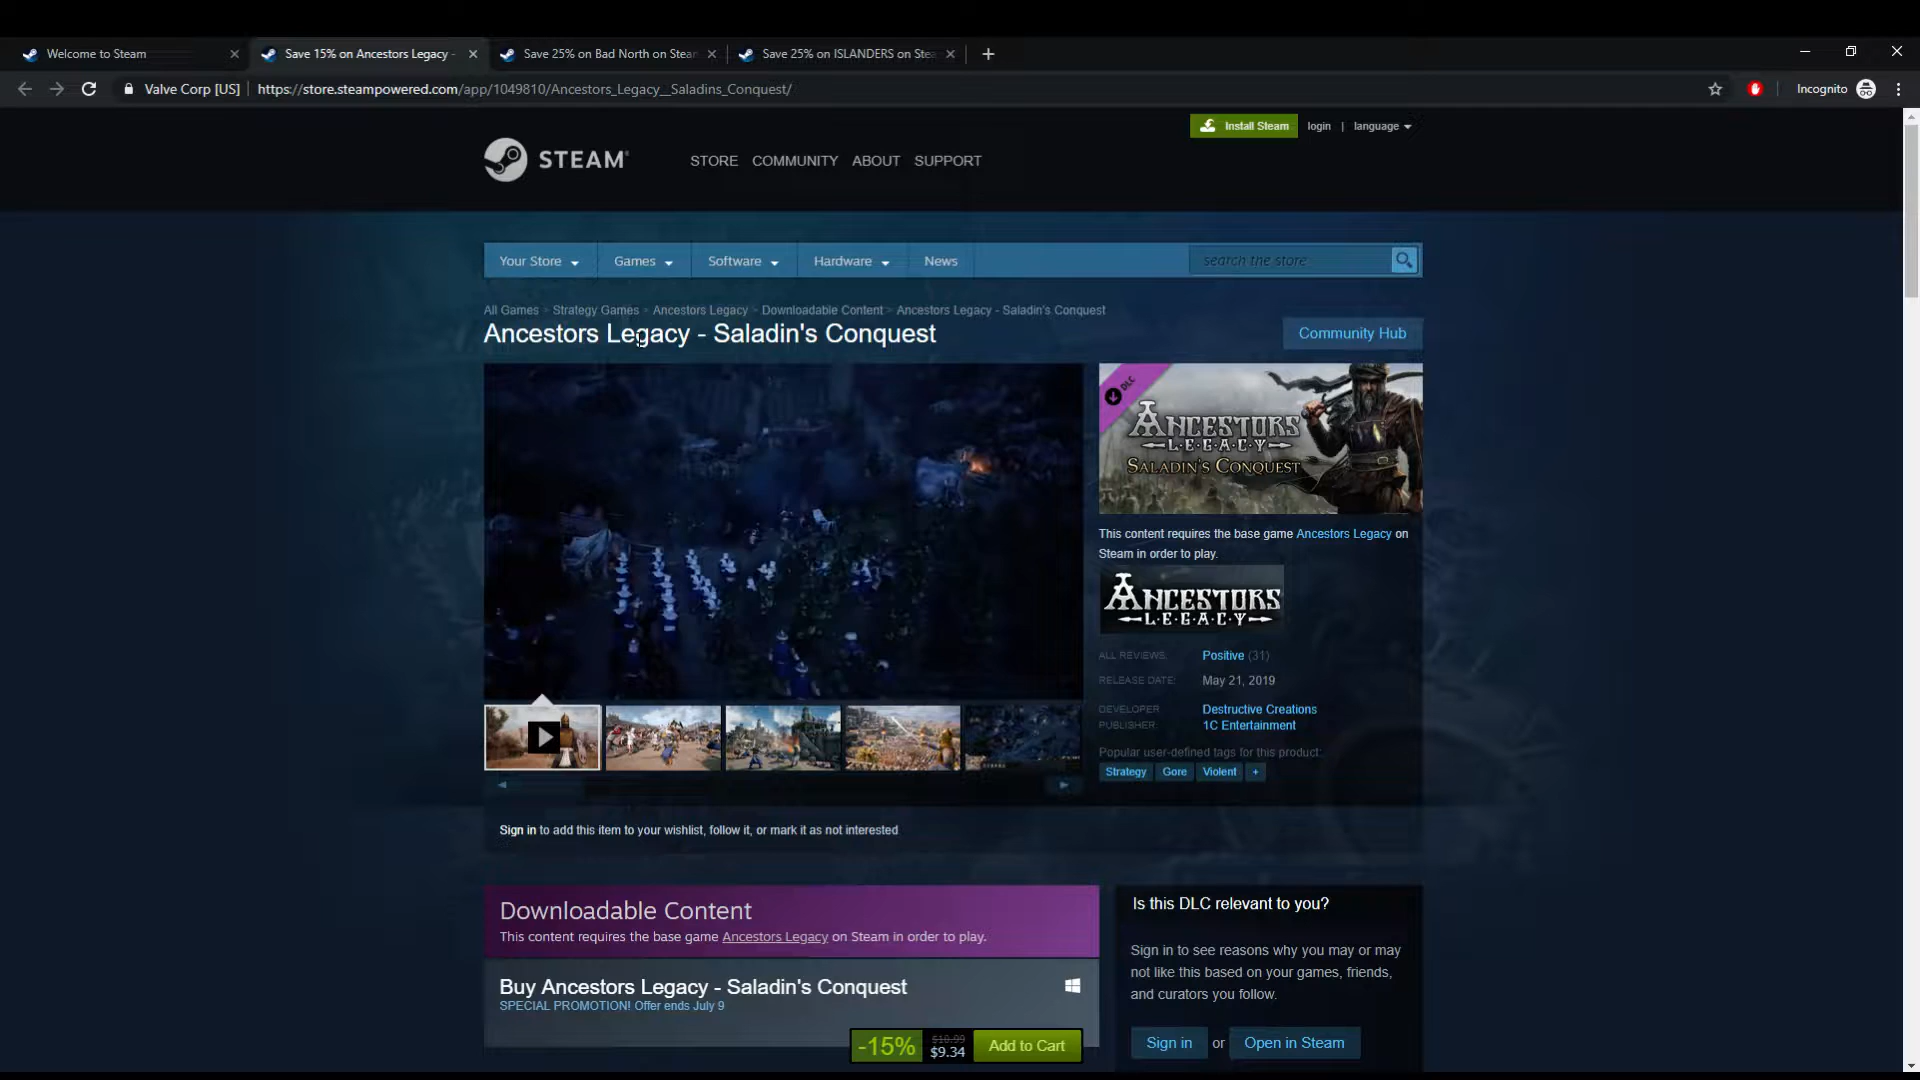 Welcome to Steam
Save 15% on Ancestors Legacy -
Save 25% on Bad North on Steam
Save 25% on ISLANDERS on Stea
Valve Corp [US]
https://store.steampowered.com/app/1049810/Ancestors_Legacy__Saladins_Conquest/
Incognito
Install Steam
login | language
STEAM
STORE COMMUNITY ABOUT SUPPORT
Your Store Games Software Hardware News
search the store
All Games > Strategy Games > Ancestors Legacy > Downloadable Content > Ancestors Legacy - Saladin's Conquest
Ancestors Legacy - Saladin's Conquest
Community Hub
DLC
ANCESTORS
LEGACY
SALADIN'S CONQUEST
This content requires the base game Ancestors Legacy on
Steam in order to play.
ANCESTORS
LEGACY
ALL REVIEWS: Positive (31)
RELEASE DATE: May 21, 2019
DEVELOPER Destructive Creations
PUBLISHER: 1C Entertainment
Popular user-defined tags for this product:
Strategy Gore Violent +
Sign in to add this item to your wishlist, follow it, or mark it as not interested
Downloadable Content
This content requires the base game Ancestors Legacy on Steam in order to play.
Buy Ancestors Legacy - Saladin's Conquest
SPECIAL PROMOTION! Offer ends July 9
-15% $10.99 $9.34 Add to Cart
Is this DLC relevant to you?
Sign in to see reasons why you may or may
not like this based on your games, friends,
and curators you follow.
Sign in or Open in Steam